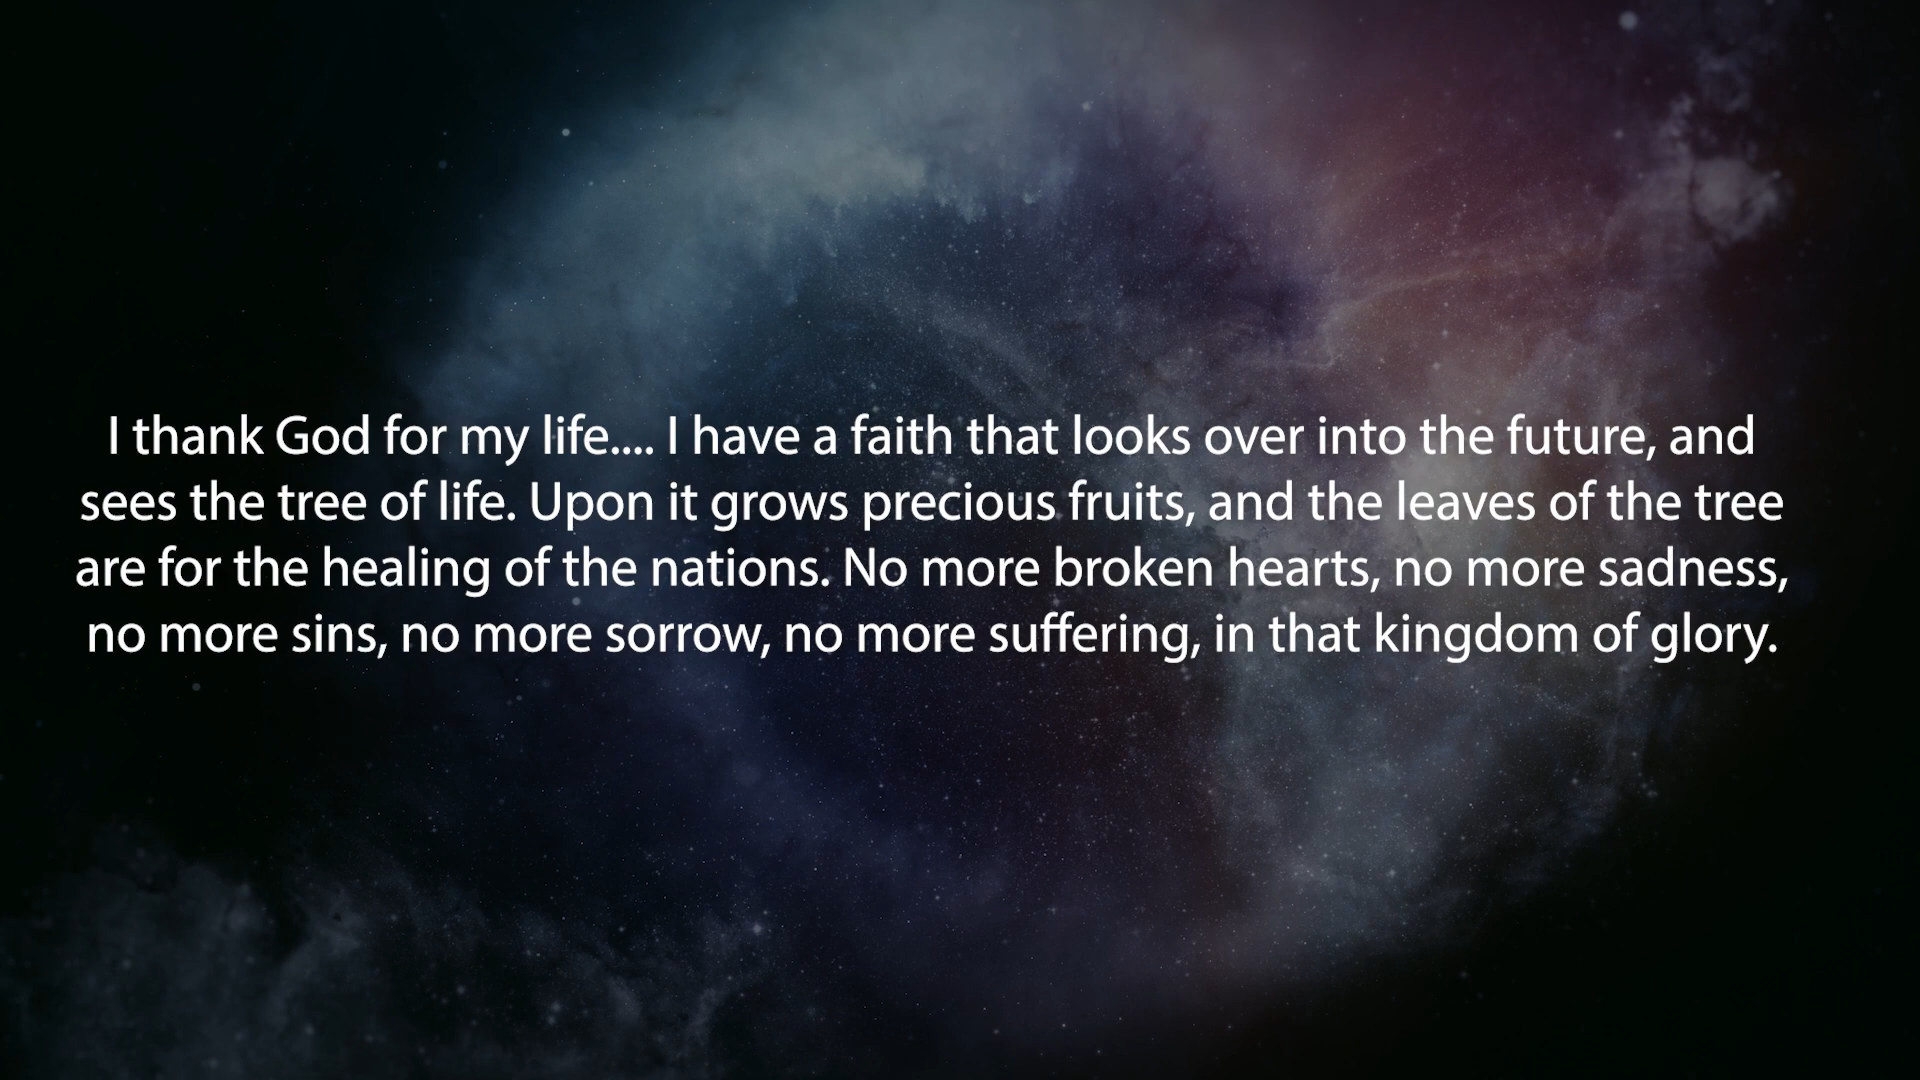 I thank God for my life.... I have a faith that looks over into the future, and
sees the tree of life. Upon it grows precious fruits, and the leaves of the tree
are for the healing of the nations. No more broken hearts, no more sadness,
no more sins, no more sorrow, no more suffering, in that kingdom of glory.